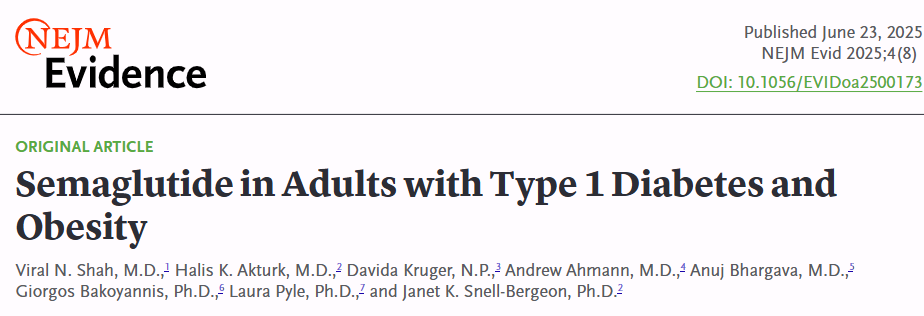 NEJM
Evidence
Published June 23, 2025
NEJM Evid 2025;4(8)
DOI: 10.1056/EVIDoa2500173
ORIGINAL ARTICLE
Semaglutide in Adults with Type 1 Diabetes and
Obesity
Viral N. Shah, M.D.,1 Halis K. Akturk, M.D.,2 Davida Kruger, N.P.,3 Andrew Ahmann, M.D.,4 Anuj Bhargava, M.D.,5
Giorgos Bakoyannis, Ph.D.,6 Laura Pyle, Ph.D.,7 and Janet K. Snell-Bergeon, Ph.D.2